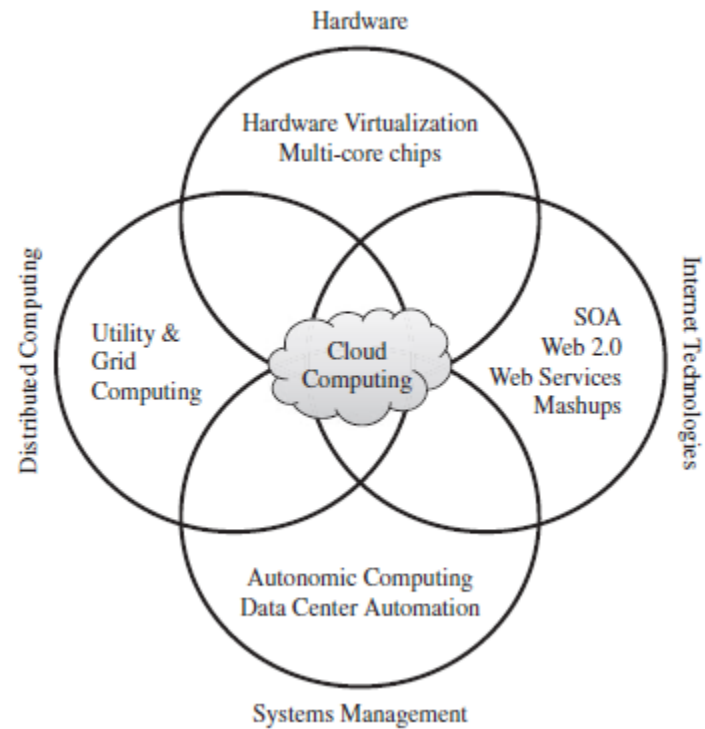 Hardware
Hardware Virtualization
Multi-core chips
Distributed Computing
Utility &
Grid
Computing
Cloud
Computing
SOA
Web 2.0
Web Services
Mashups
Internet Technologies
Autonomic Computing
Data Center Automation
Systems Management